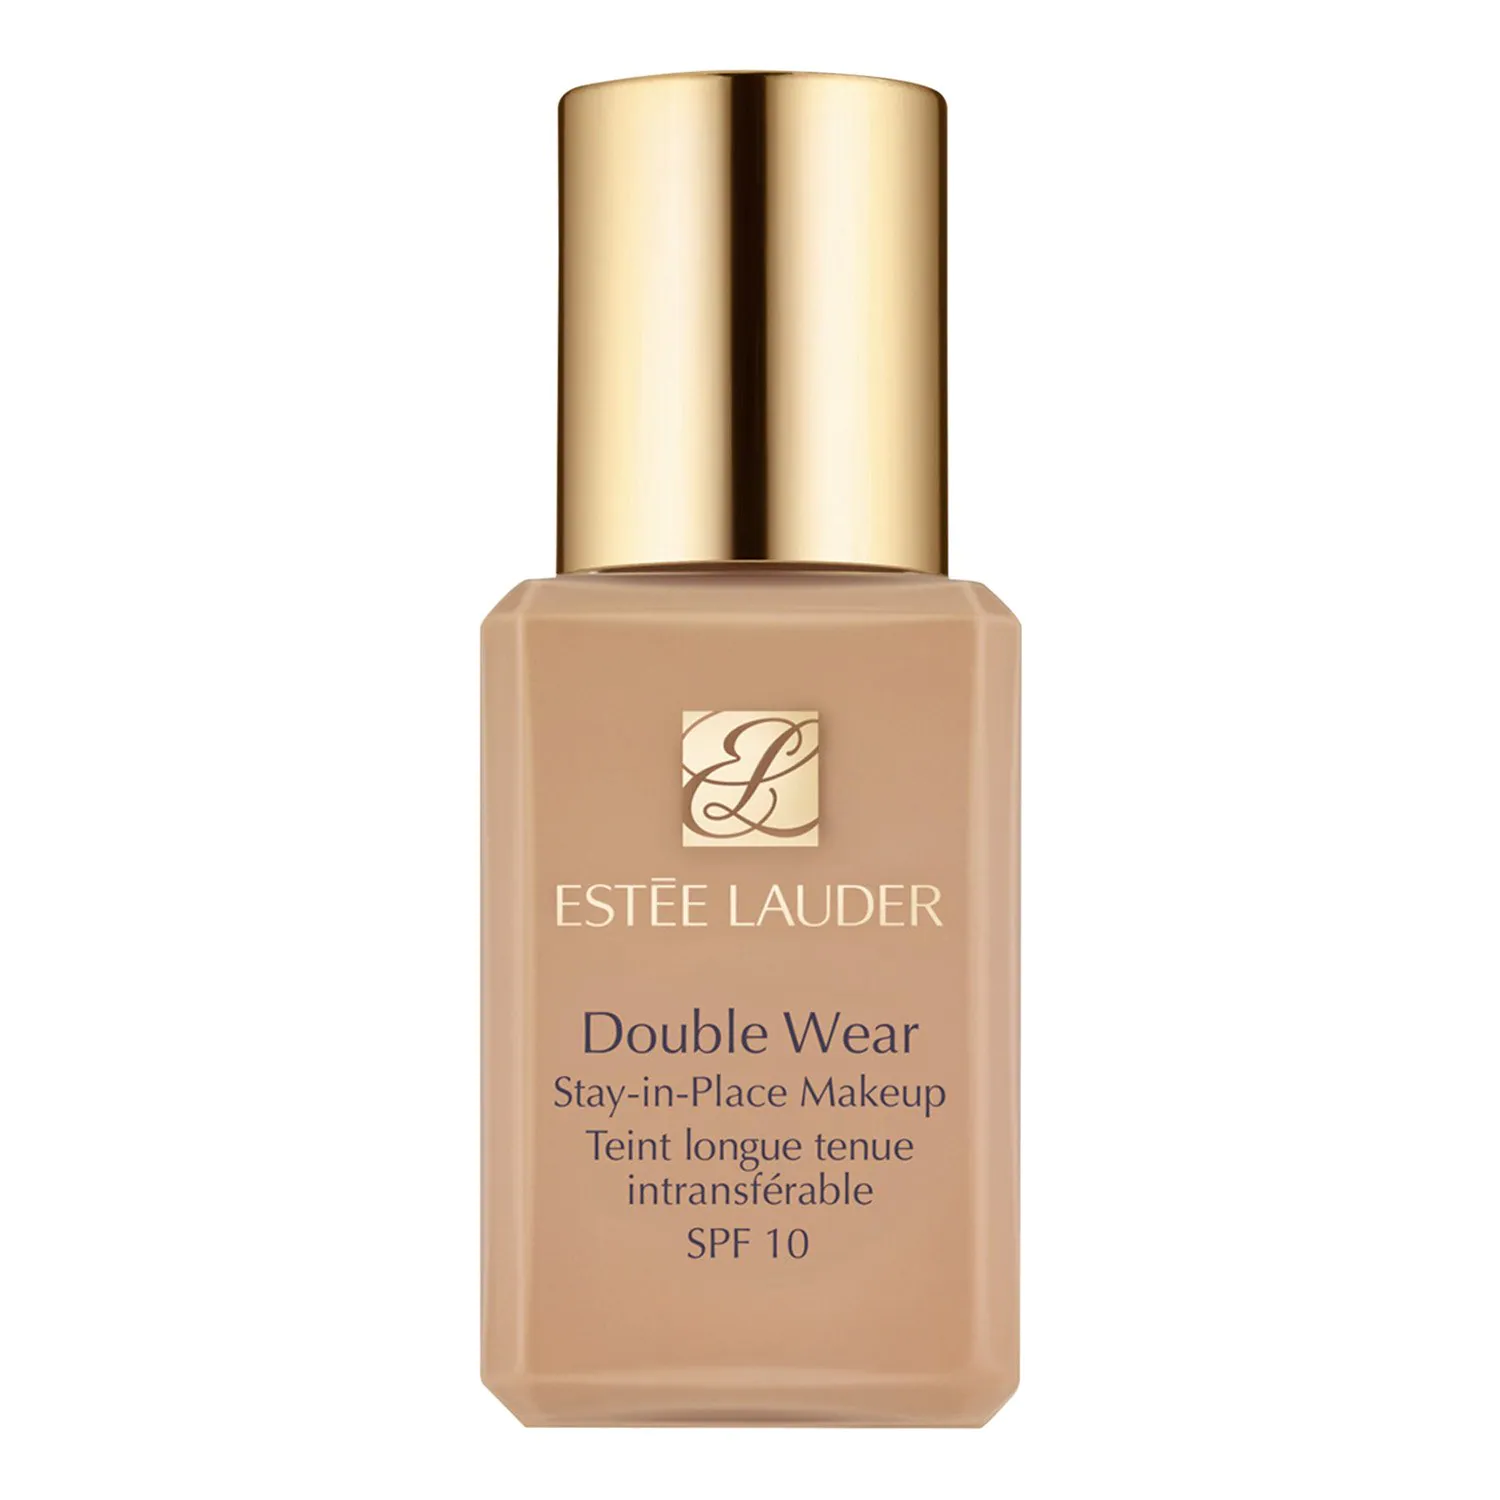 ESTĒE LAUDER
Double Wear
Stay-in-Place Makeup
Teint longue tenue
intransférable
SPF 10